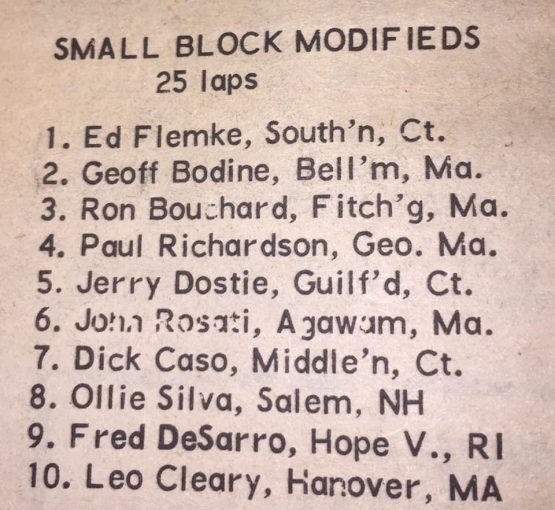 SMALL BLOCK MODIFIEDS
25 laps
1. Ed Flemke, South'n, Ct.
2. Geoff Bodine, Bell'm, Ma.
3. Ron Bouchard, Fitch'g, Ma.
4. Paul Richardson, Geo. Ma.
5. Jerry Dostie, Guilf'd, Ct.
6. John Rosati, Agawam, Ma.
7. Dick Caso, Middle'n, Ct.
8. Ollie Silva, Salem, NH
9. Fred DeSarro, Hope V., RI
10. Leo Cleary, Hanover, MA